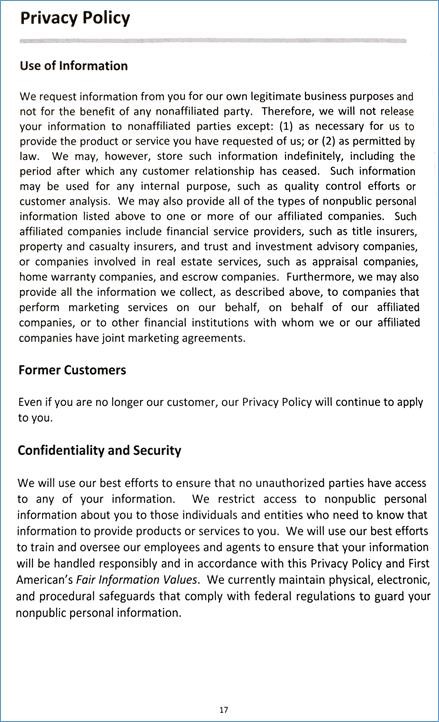 Privacy Policy
Use of Information
We request information from you for our own legitimate business purposes and
not for the benefit of any nonaffiliated party. Therefore, we will not release
your information to nonaffiliated parties except: (1) as necessary for us to
provide the product or service you have requested of us; or (2) as permitted by
law. We may, however, store such information indefinitely, including the
period after which any customer relationship has ceased. Such information
may be used for any internal purpose, such as quality control efforts or
customer analysis. We may also provide all of the types of nonpublic personal
information listed above to one or more of our affiliated companies. Such
affiliated companies include financial service providers, such as title insurers,
property and casualty insurers, and trust and investment advisory companies,
or companies involved in real estate services, such as appraisal companies,
home warranty companies, and escrow companies. Furthermore, we may also
provide all the information we collect, as described above, to companies that
perform marketing services on our behalf, on behalf of our affiliated
companies, or to other financial institutions with whom we or our affiliated
companies have joint marketing agreements.
Former Customers
Even if you are no longer our customer, our Privacy Policy will continue to apply
to you.
Confidentiality and Security
We will use our best efforts to ensure that no unauthorized parties have access
to any of your information. We restrict access to nonpublic personal
information about you to those individuals and entities who need to know that
information to provide products or services to you. We will use our best efforts
to train and oversee our employees and agents to ensure that your information
will be handled responsibly and in accordance with this Privacy Policy and First
American's Fair Information Values. We currently maintain physical, electronic,
and procedural safeguards that comply with federal regulations to guard your
nonpublic personal information.
17